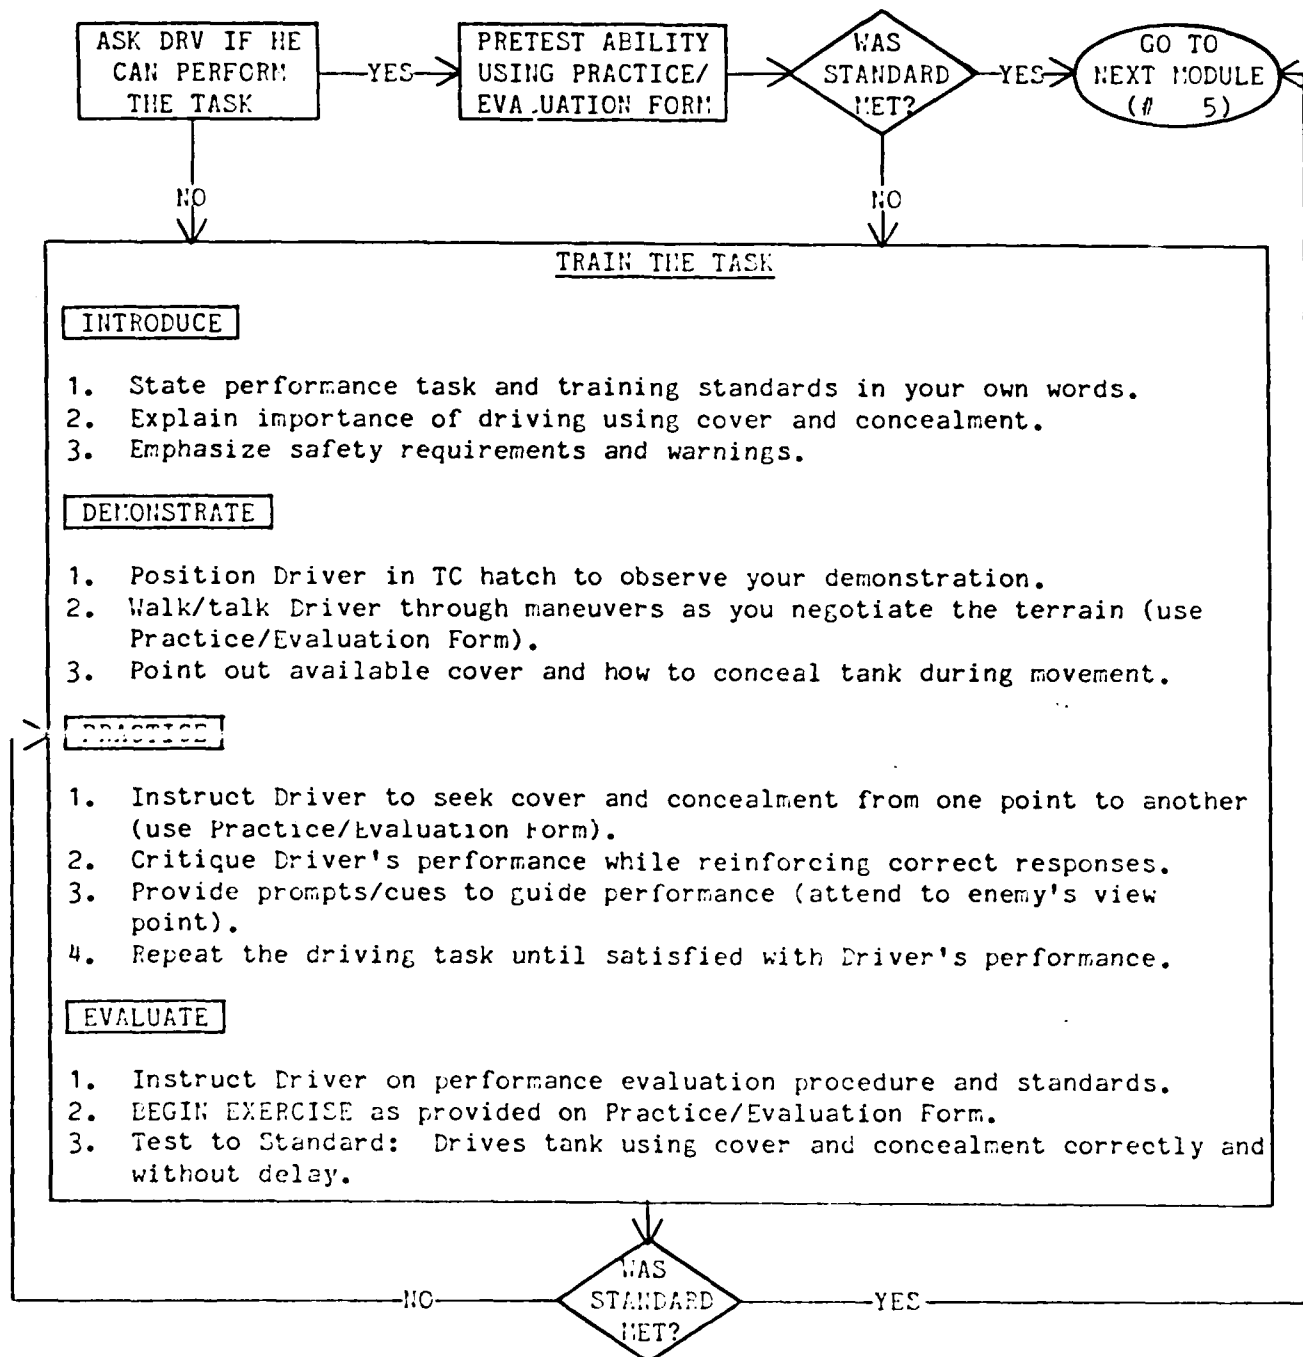 ASK DRV IF HE
CAN PERFORM
THE TASK
YES
PRETEST ABILITY
USING PRACTICE/
EVALUATION FORM
WAS
STANDARD
MET?
YES
GO TO
NEXT MODULE
(# 5)
NO
NO
TRAIN THE TASK
INTRODUCE
1. State performance task and training standards in your own words.
2. Explain importance of driving using cover and concealment.
3. Emphasize safety requirements and warnings.
DEMONSTRATE
1. Position Driver in TC hatch to observe your demonstration.
2. Walk/talk Driver through maneuvers as you negotiate the terrain (use
Practice/Evaluation Form).
3. Point out available cover and how to conceal tank during movement.
PRACTICE
1. Instruct Driver to seek cover and concealment from one point to another
(use Practice/Evaluation Form).
2. Critique Driver's performance while reinforcing correct responses.
3. Provide prompts/cues to guide performance (attend to enemy's view
point).
4. Repeat the driving task until satisfied with Driver's performance.
EVALUATE
1. Instruct Driver on performance evaluation procedure and standards.
2. BEGIN EXERCISE as provided on Practice/Evaluation Form.
3. Test to Standard: Drives tank using cover and concealment correctly and
without delay.
NO
WAS
STANDARD
MET?
YES